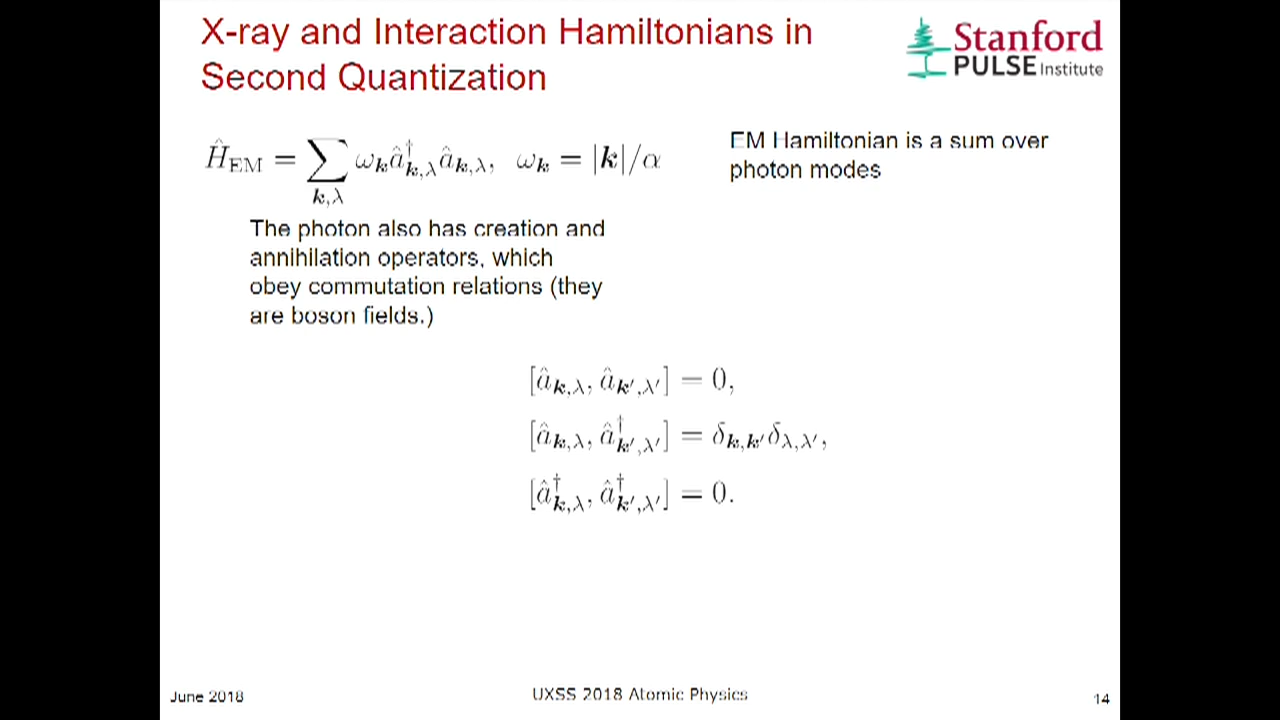 X-ray and Interaction Hamiltonians in
Second Quantization
Stanford
PULSE Institute
$\hat{H}_{\mathrm{EM}} = \sum_{\boldsymbol{k},\lambda} \omega_{\boldsymbol{k}} \hat{a}^{\dagger}_{\boldsymbol{k},\lambda} \hat{a}_{\boldsymbol{k},\lambda}, \;\; \omega_{\boldsymbol{k}} = |\boldsymbol{k}|/\alpha$
EM Hamiltonian is a sum over
photon modes
The photon also has creation and
annihilation operators, which
obey commutation relations (they
are boson fields.)
$[\hat{a}_{\boldsymbol{k},\lambda}, \hat{a}_{\boldsymbol{k}',\lambda'}] = 0,$
$[\hat{a}_{\boldsymbol{k},\lambda}, \hat{a}^{\dagger}_{\boldsymbol{k}',\lambda'}] = \delta_{\boldsymbol{k},\boldsymbol{k}'} \delta_{\lambda,\lambda'},$
$[\hat{a}^{\dagger}_{\boldsymbol{k},\lambda}, \hat{a}^{\dagger}_{\boldsymbol{k}',\lambda'}] = 0.$
June 2018
UXSS 2018 Atomic Physics
14